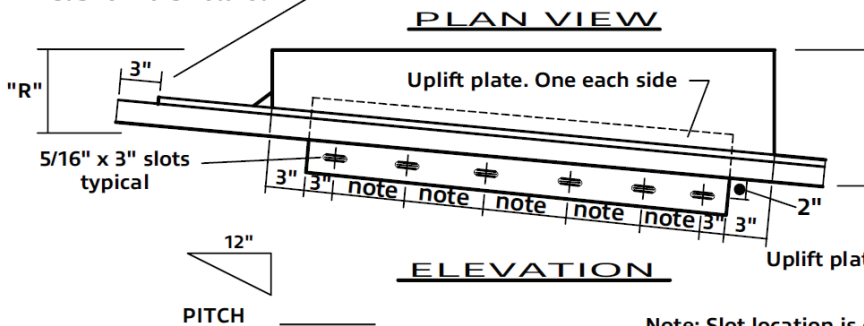 PLAN VIEW
3"
"R"
Uplift plate. One each side
5/16" x 3" slots
typical
3" 3" note note note note note 3" 3"
2"
12"
Uplift plat
ELEVATION
PITCH
Note: Slot location is